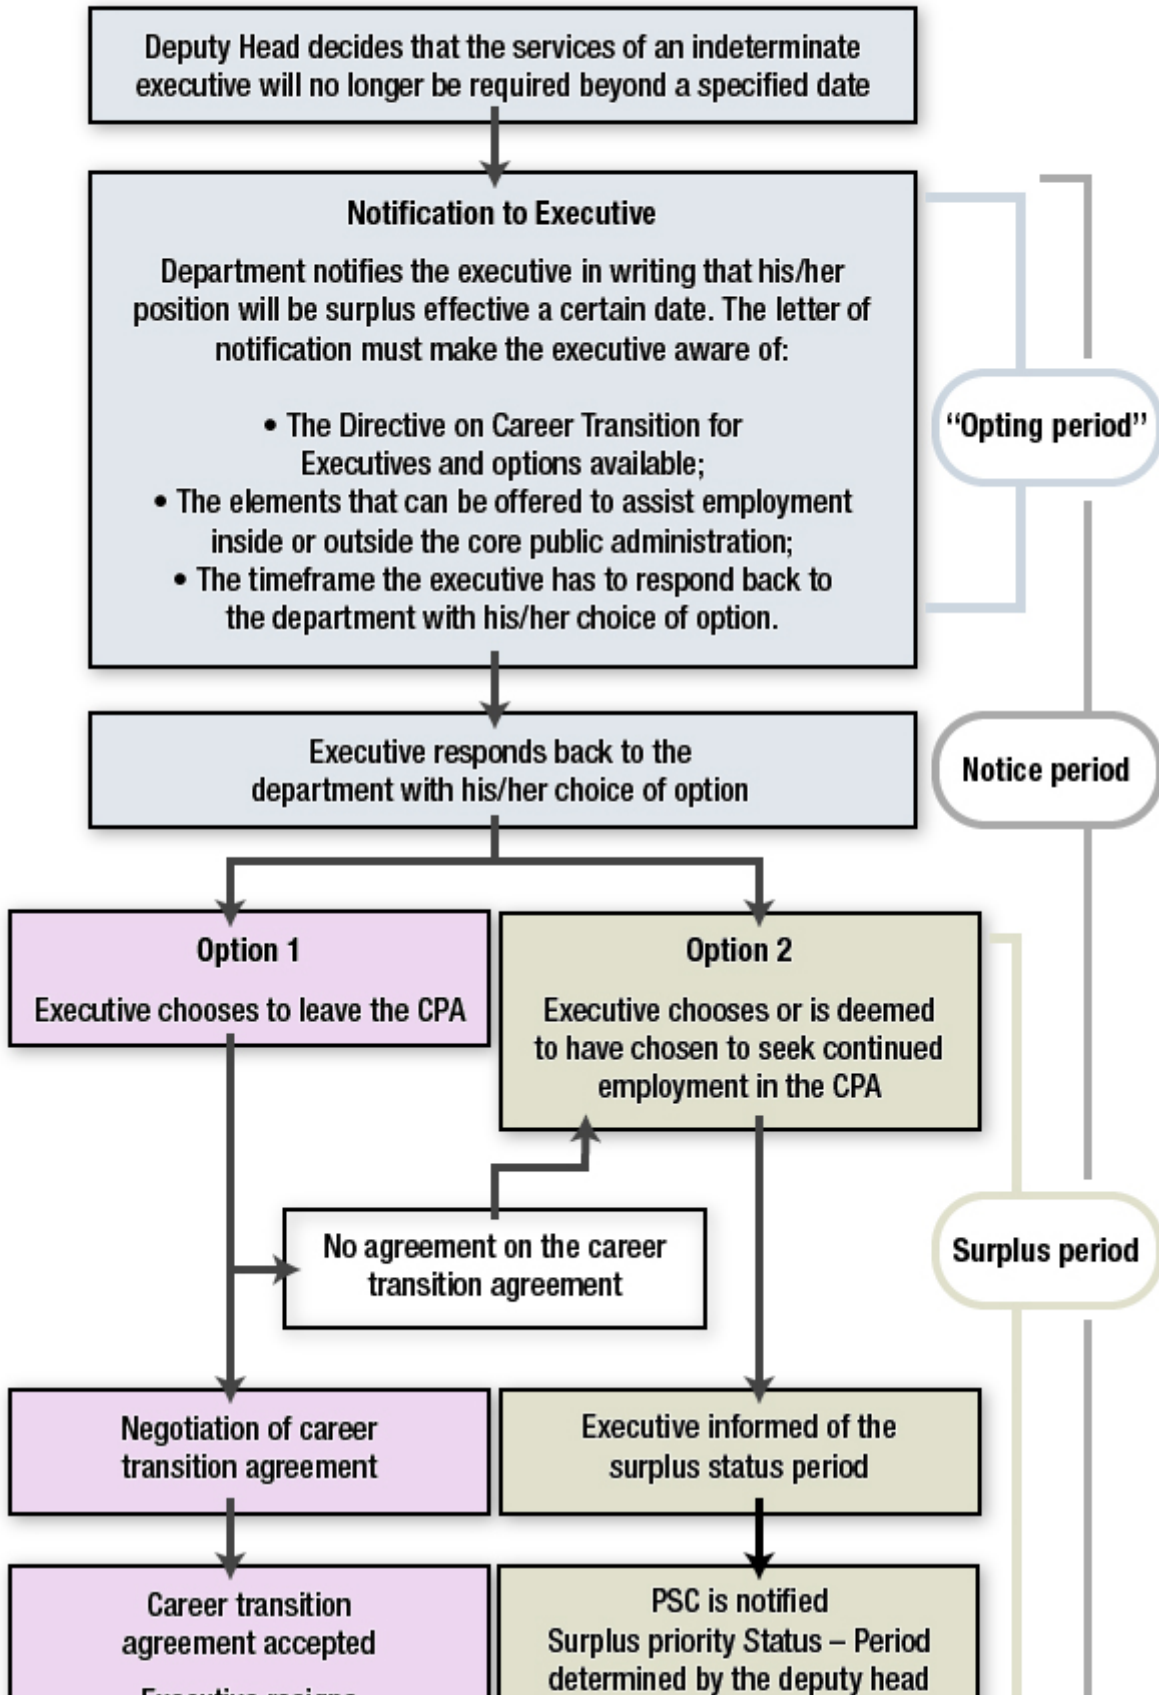 Deputy Head decides that the services of an indeterminate
executive will no longer be required beyond a specified date
Notification to Executive
Department notifies the executive in writing that his/her
position will be surplus effective a certain date. The letter of
notification must make the executive aware of:
• The Directive on Career Transition for
Executives and options available;
• The elements that can be offered to assist employment
inside or outside the core public administration;
• The timeframe the executive has to respond back to
the department with his/her choice of option.
“Opting period”
Executive responds back to the
department with his/her choice of option
Notice period
Option 1
Executive chooses to leave the CPA
Option 2
Executive chooses or is deemed
to have chosen to seek continued
employment in the CPA
No agreement on the career
transition agreement
Surplus period
Negotiation of career
transition agreement
Executive informed of the
surplus status period
Career transition
agreement accepted
Executive resigns
PSC is notified
Surplus priority Status – Period
determined by the deputy head